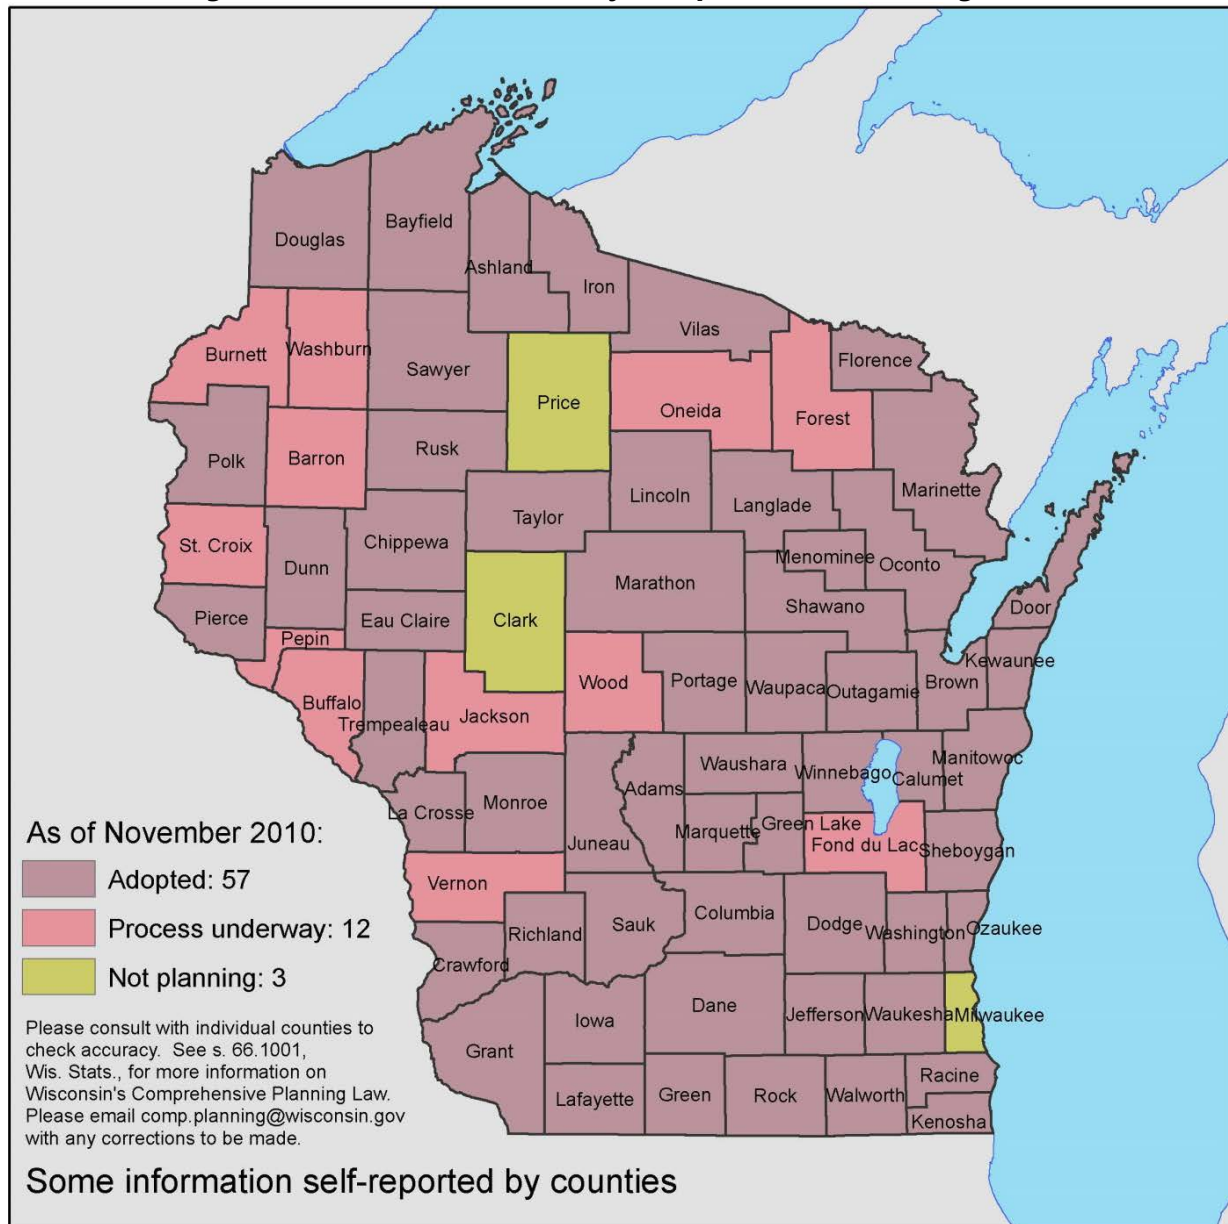 Bayfield
Douglas
Ashland
Iron
Vilas
Burnett
Washburn
Florence
Sawyer
Price
Oneida
Forest
Rusk
Barron
Polk
Lincoln
Marinette
Langlade
Taylor
Chippewa
St. Croix
Menominee
Oconto
Dunn
Marathon
Shawano
Door
Pierce
Eau Claire
Clark
Pepin
Kewaunee
Wood
Portage
Brown
Waupaca
Outagamie
Buffalo
Jackson
Trempealeau
Manitowoc
Waushara
Winnebago
Calumet
Adams
Monroe
La Crosse
Green Lake
Marquette
Juneau
Fond du Lac
Sheboygan
Vernon
Columbia
Dodge
Sauk
Ozaukee
Washington
Richland
Crawford
Dane
Jefferson
Waukesha
Milwaukee
Iowa
Grant
Racine
Green
Rock
Walworth
Lafayette
Kenosha
As of November 2010:
Adopted: 57
Process underway: 12
Not planning: 3
Please consult with individual counties to
check accuracy. See s. 66.1001,
Wis. Stats., for more information on
Wisconsin's Comprehensive Planning Law.
Please email comp.planning@wisconsin.gov
with any corrections to be made.
Some information self-reported by counties